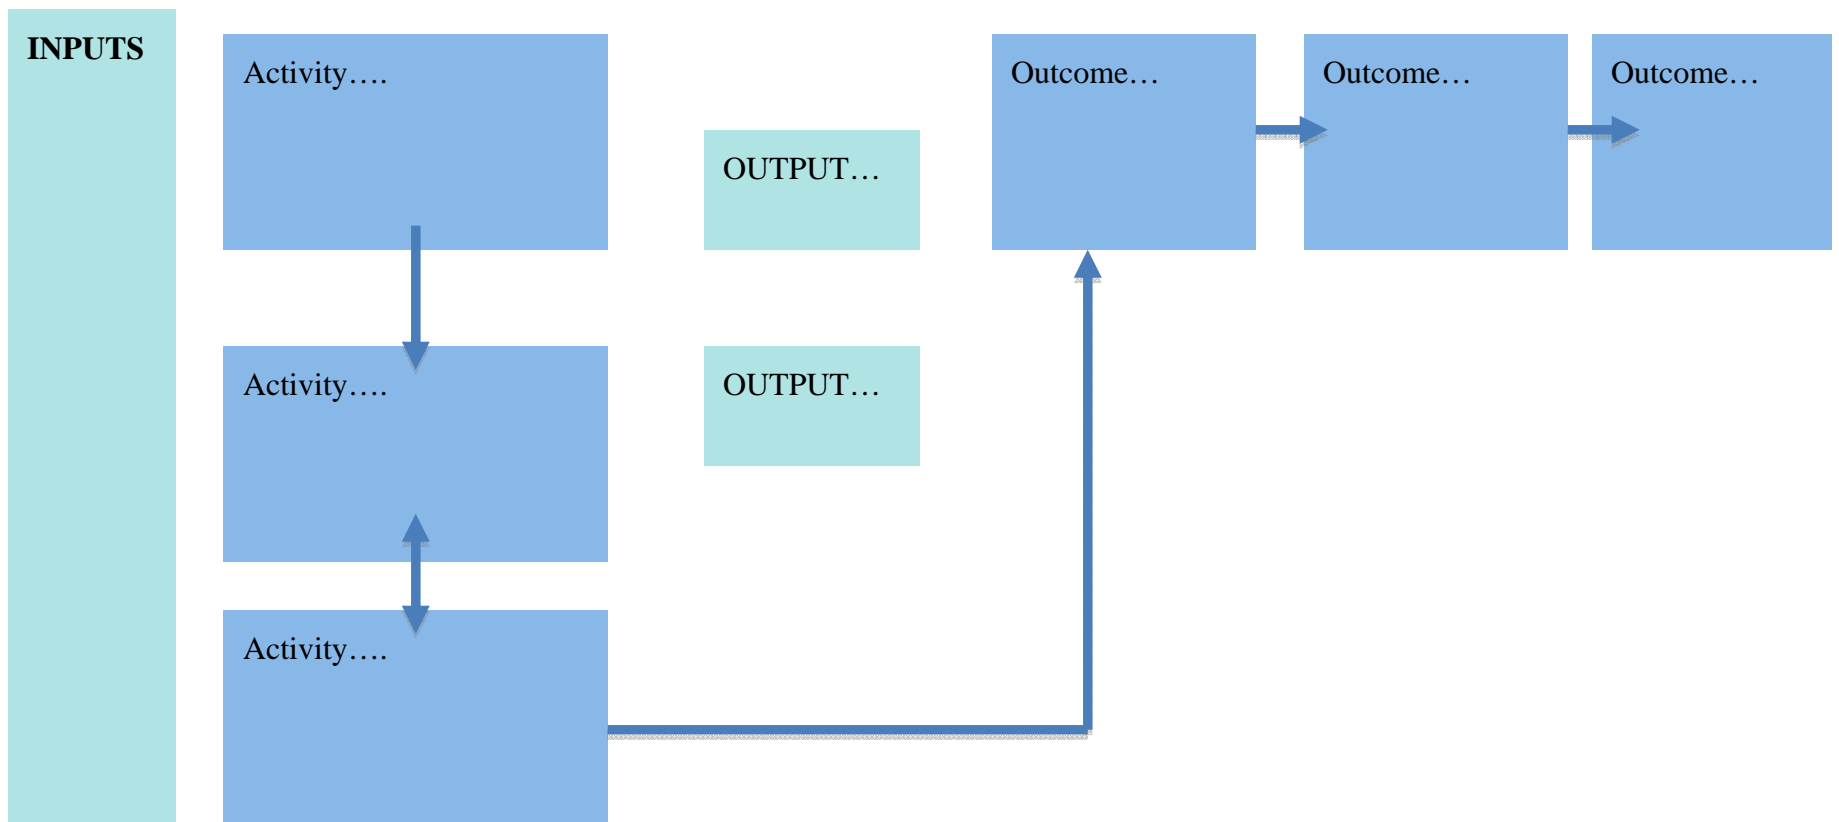 INPUTS
Activity….
OUTPUT…
Outcome…
Outcome…
Outcome…
Activity….
OUTPUT…
Activity….